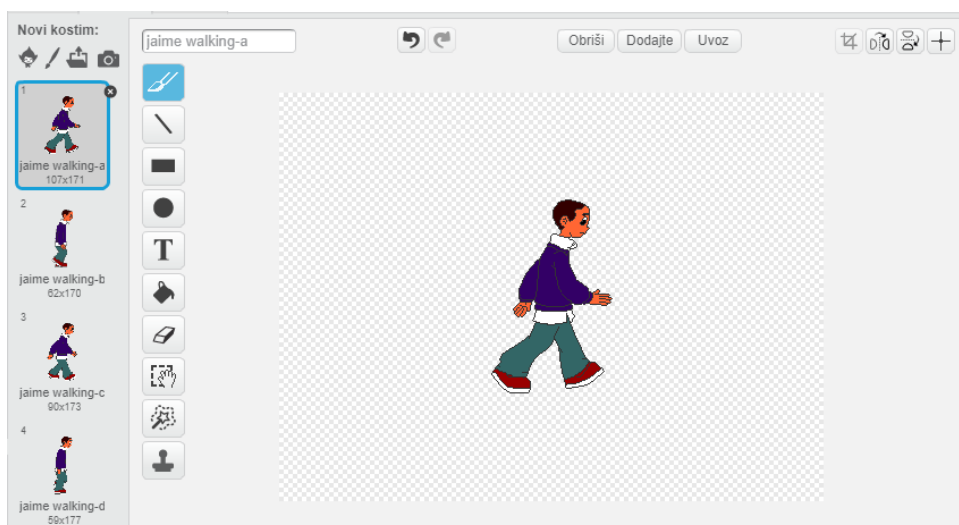 Novi kostim:
jaime walking-a
Obriši
Dodajte
Uvoz
1
jaime walking-a
107x171
2
jaime walking-b
62x170
3
jaime walking-c
90x173
4
jaime walking-d
59x177
T